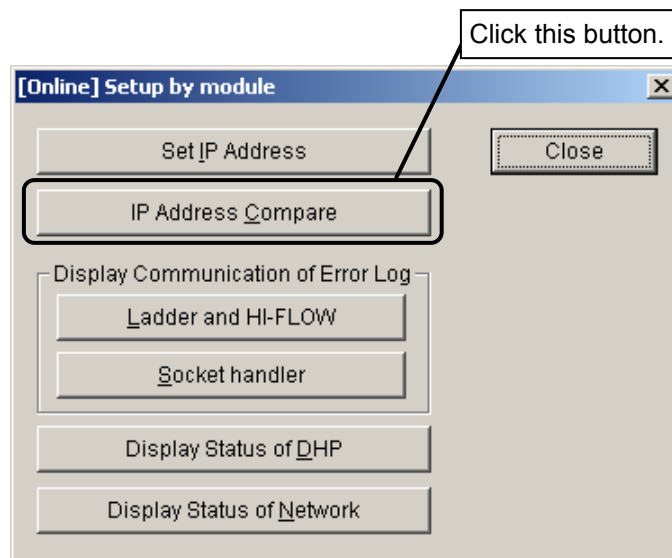 Click this button.
[Online] Setup by module
Set IP Address
Close
IP Address Compare
Display Communication of Error Log
Ladder and HI-FLOW
Socket handler
Display Status of DHP
Display Status of Network